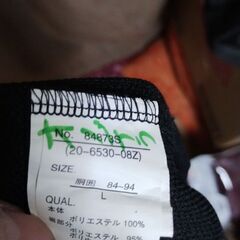 No. 84873S
(20-6530-08Z)
SIZE
胴囲 84-94
L
QUAL.
本体
ポリエステル 100%
ポリエステル 95%